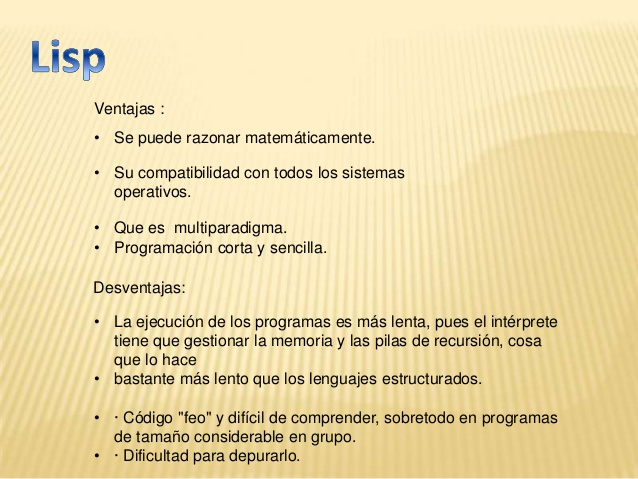 Lisp
Ventajas :
• Se puede razonar matemáticamente.
• Su compatibilidad con todos los sistemas
operativos.
• Que es  multiparadigma.
• Programación corta y sencilla.
Desventajas:
• La ejecución de los programas es más lenta, pues el intérprete
tiene que gestionar la memoria y las pilas de recursión, cosa
que lo hace
• bastante más lento que los lenguajes estructurados.
• · Código "feo" y difícil de comprender, sobretodo en programas
de tamaño considerable en grupo.
• · Dificultad para depurarlo.